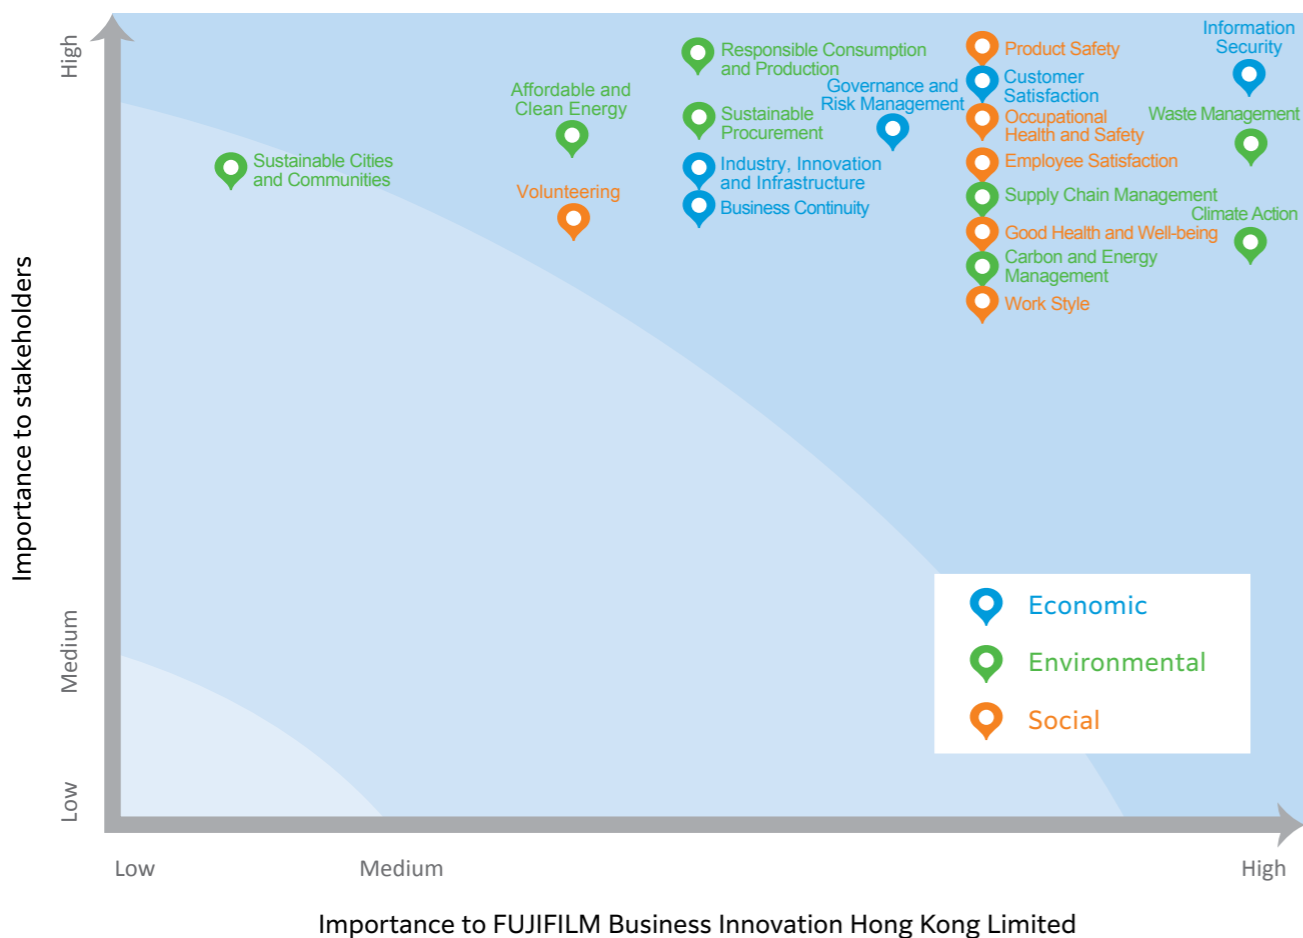 High
Medium
Low
Importance to stakeholders
Sustainable Cities
and Communities
Affordable and
Clean Energy
Volunteering
Responsible Consumption
and Production
Sustainable
Procurement
Industry, Innovation
and Infrastructure
Business Continuity
Governance and
Risk Management
Product Safety
Customer
Satisfaction
Occupational
Health and Safety
Employee Satisfaction
Supply Chain Management
Good Health and Well-being
Carbon and Energy
Management
Work Style
Information
Security
Waste Management
Climate Action
Economic
Environmental
Social
Low
Medium
High
Importance to FUJIFILM Business Innovation Hong Kong Limited